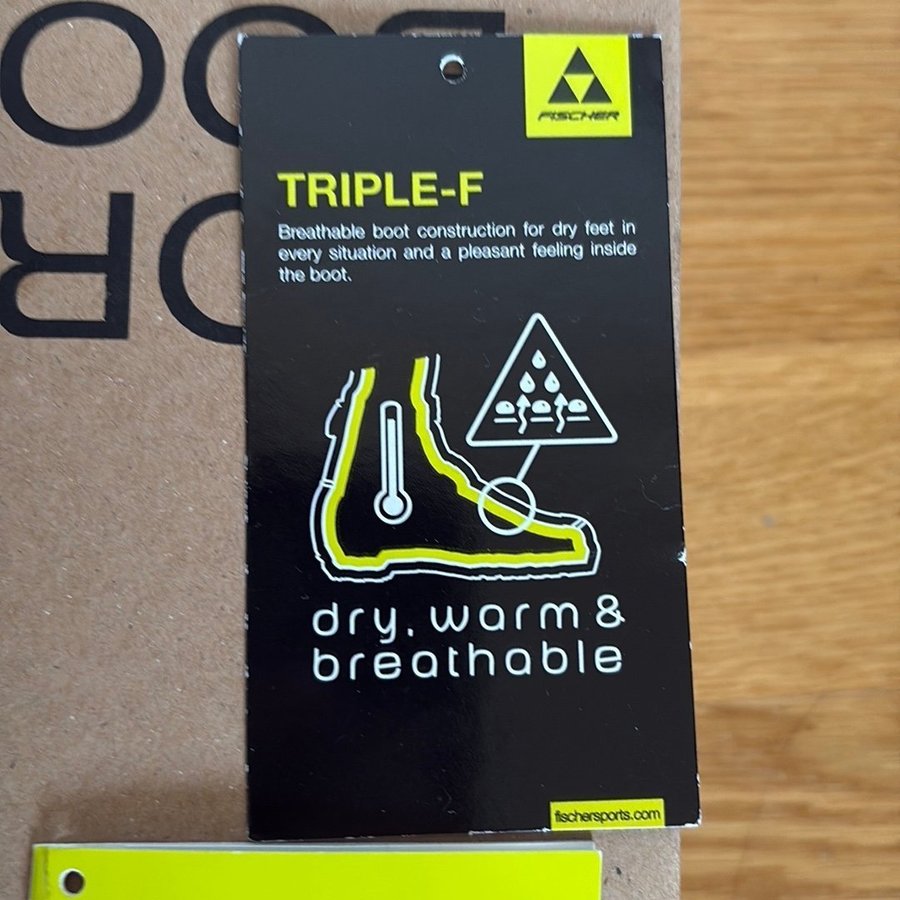 FISCHER
TRIPLE-F
Breathable boot construction for dry feet in
every situation and a pleasant feeling inside
the boot.
dry, warm &
breathable
fischersports.com